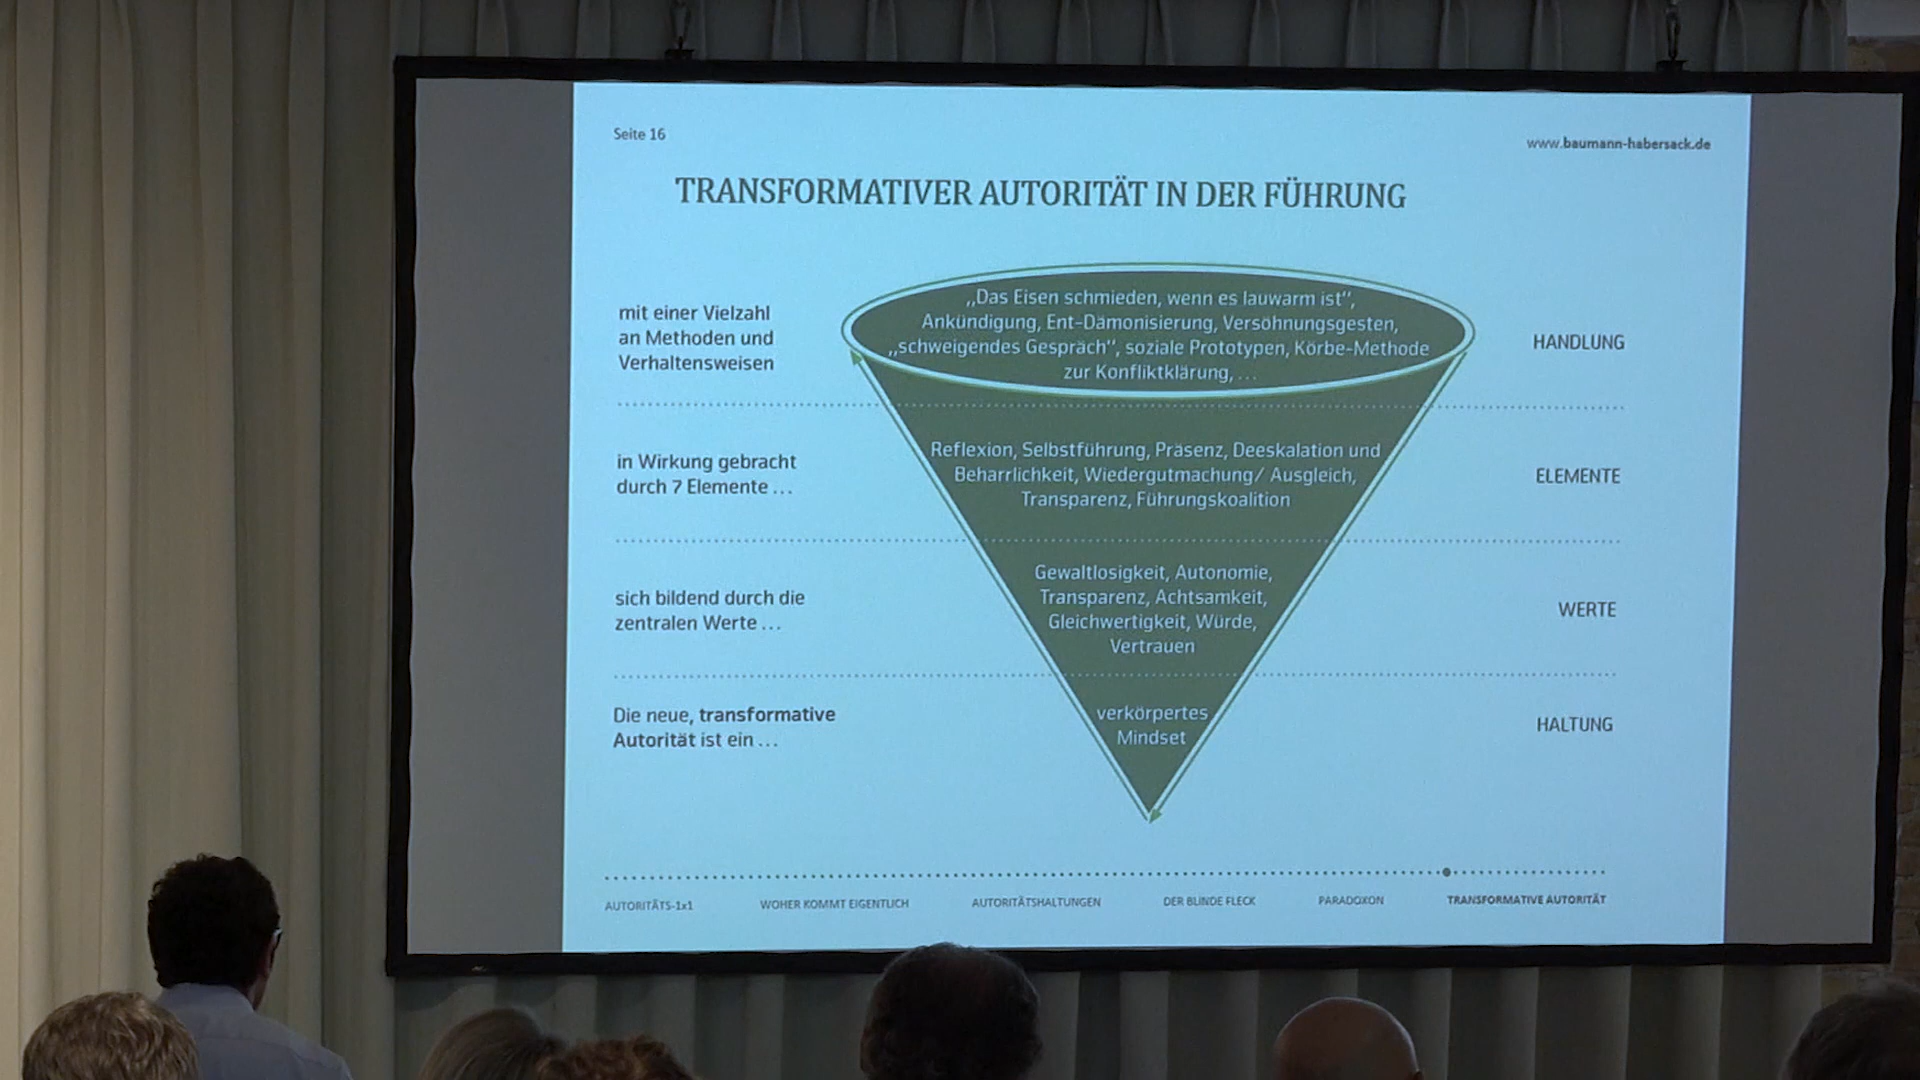 Seite 16
www.baumann-habersack.de
TRANSFORMATIVER AUTORITÄT IN DER FÜHRUNG
mit einer Vielzahl
an Methoden und
Verhaltensweisen
„Das Eisen schmieden, wenn es lauwarm ist“,
Ankündigung, Ent-Dämonisierung, Versöhnungsgesten,
„schweigendes Gespräch“, soziale Prototypen, Körbe-Methode
zur Konfliktklärung, ...
HANDLUNG
in Wirkung gebracht
durch 7 Elemente ...
Reflexion, Selbstführung, Präsenz, Deeskalation und
Beharrlichkeit, Wiedergutmachung/ Ausgleich,
Transparenz, Führungskoalition
ELEMENTE
sich bildend durch die
zentralen Werte ...
Gewaltlosigkeit, Autonomie,
Transparenz, Achtsamkeit,
Gleichwertigkeit, Würde,
Vertrauen
WERTE
Die neue, transformative
Autorität ist ein ...
verkörpertes
Mindset
HALTUNG
AUTORITÄTS-1x1
WOHER KOMMT EIGENTLICH
AUTORITÄTSHALTUNGEN
DER BLINDE FLECK
PARADOXON
TRANSFORMATIVE AUTORITÄT